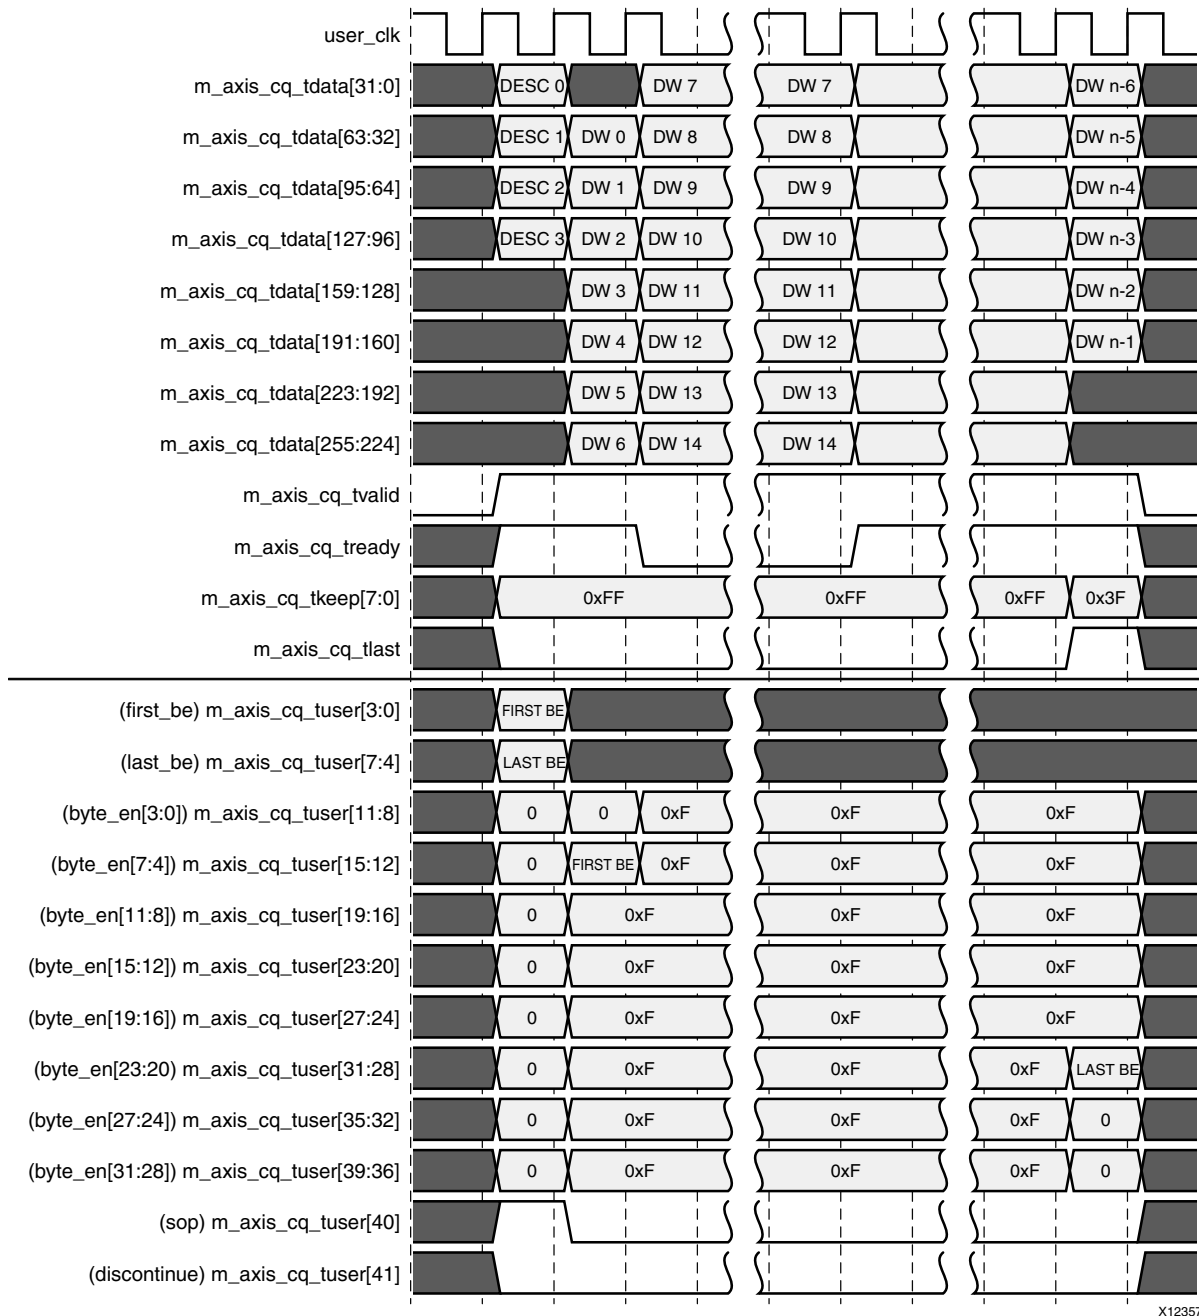 user_clk
m_axis_cq_tdata[31:0] DESC 0 DW 7 DW 7 DW n-6
m_axis_cq_tdata[63:32] DESC 1 DW 0 DW 8 DW 8 DW n-5
m_axis_cq_tdata[95:64] DESC 2 DW 1 DW 9 DW 9 DW n-4
m_axis_cq_tdata[127:96] DESC 3 DW 2 DW 10 DW 10 DW n-3
m_axis_cq_tdata[159:128] DW 3 DW 11 DW 11 DW n-2
m_axis_cq_tdata[191:160] DW 4 DW 12 DW 12 DW n-1
m_axis_cq_tdata[223:192] DW 5 DW 13 DW 13
m_axis_cq_tdata[255:224] DW 6 DW 14 DW 14
m_axis_cq_tvalid
m_axis_cq_tready
m_axis_cq_tkeep[7:0] 0xFF 0xFF 0xFF 0x3F
m_axis_cq_tlast
(first_be) m_axis_cq_tuser[3:0] FIRST BE
(last_be) m_axis_cq_tuser[7:4] LAST BE
(byte_en[3:0]) m_axis_cq_tuser[11:8] 0 0 0xF 0xF 0xF
(byte_en[7:4]) m_axis_cq_tuser[15:12] 0 FIRST BE 0xF 0xF 0xF
(byte_en[11:8]) m_axis_cq_tuser[19:16] 0 0xF 0xF 0xF
(byte_en[15:12]) m_axis_cq_tuser[23:20] 0 0xF 0xF 0xF
(byte_en[19:16]) m_axis_cq_tuser[27:24] 0 0xF 0xF 0xF
(byte_en[23:20) m_axis_cq_tuser[31:28] 0 0xF 0xF 0xF LAST BE
(byte_en[27:24]) m_axis_cq_tuser[35:32] 0 0xF 0xF 0xF 0
(byte_en[31:28]) m_axis_cq_tuser[39:36] 0 0xF 0xF 0xF 0
(sop) m_axis_cq_tuser[40]
(discontinue) m_axis_cq_tuser[41]
X12357